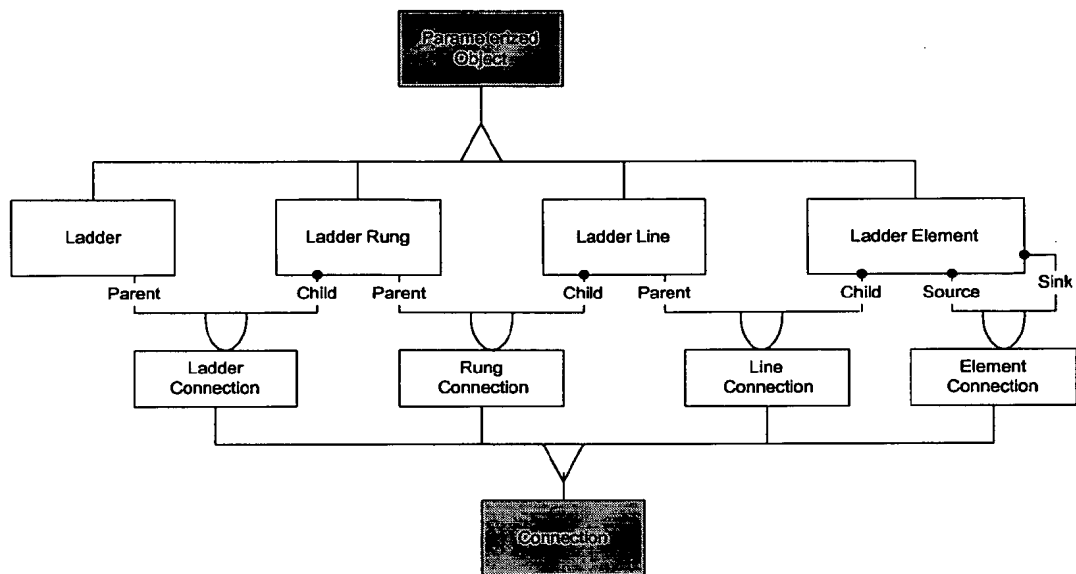 Parameterized
Object
Ladder
Ladder Rung
Ladder Line
Ladder Element
Parent
Child
Parent
Child
Parent
Child
Source
Sink
Ladder
Connection
Rung
Connection
Line
Connection
Element
Connection
Connection